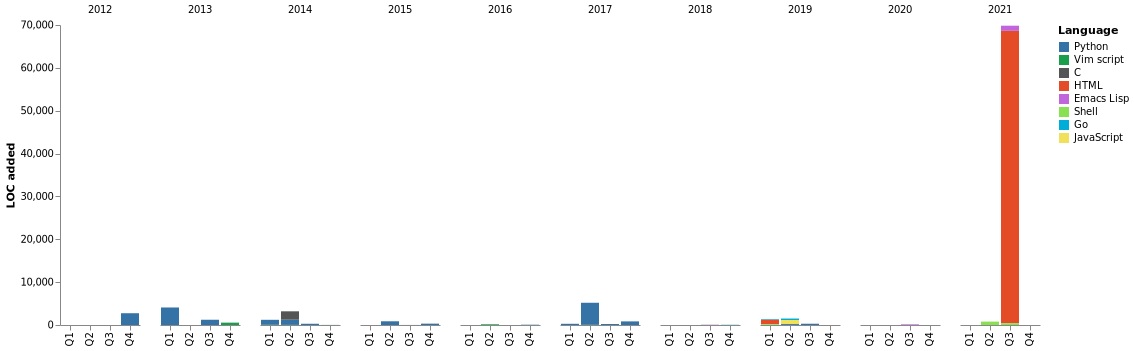 2012 2013 2014 2015 2016 2017 2018 2019 2020 2021
70,000
60,000
50,000
40,000
30,000
20,000
10,000
0
LOC added
Q1 Q2 Q3 Q4 Q1 Q2 Q3 Q4 Q1 Q2 Q3 Q4 Q1 Q2 Q3 Q4 Q1 Q2 Q3 Q4 Q1 Q2 Q3 Q4 Q1 Q2 Q3 Q4 Q1 Q2 Q3 Q4 Q1 Q2 Q3 Q4 Q1 Q2 Q3 Q4
Language
Python
Vim script
C
HTML
Emacs Lisp
Shell
Go
JavaScript